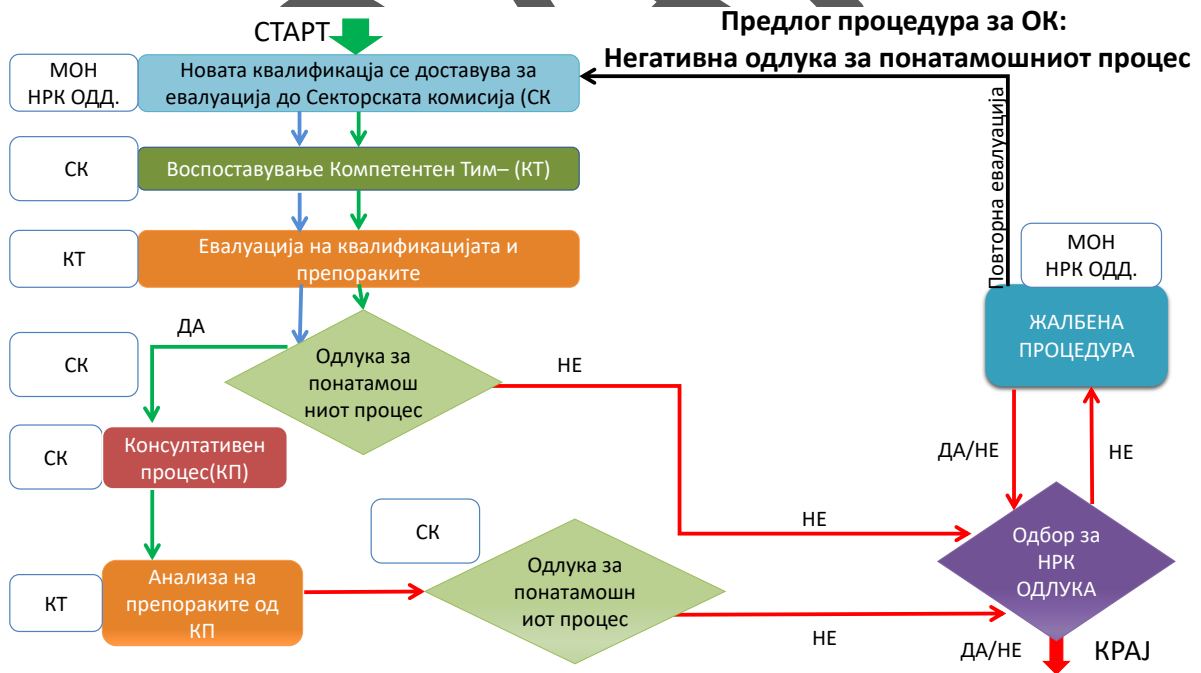 Предлог процедура за ОК:
Негативна одлука за понатамошниот процес
СТАРТ
МОН
НРК ОДД.
Новата квалификација се доставува за
евалуација до Секторската комисија (СК
СК
Воспоставување Компетентен Тим– (КТ)
КТ
Евалуација на квалификацијата и
препораките
Повторна евалуација
МОН
НРК ОДД.
ЖАЛБЕНА
ПРОЦЕДУРА
ДА
СК
Одлука за
понатамош
ниот процес
НЕ
СК
Консултативен
процес(КП)
ДА/НЕ
НЕ
СК
НЕ
Одбор за
НРК
ОДЛУКА
КТ
Анализа на
препораките од
КП
Одлука за
понатамошн
иот процес
НЕ
ДА/НЕ
КРАЈ